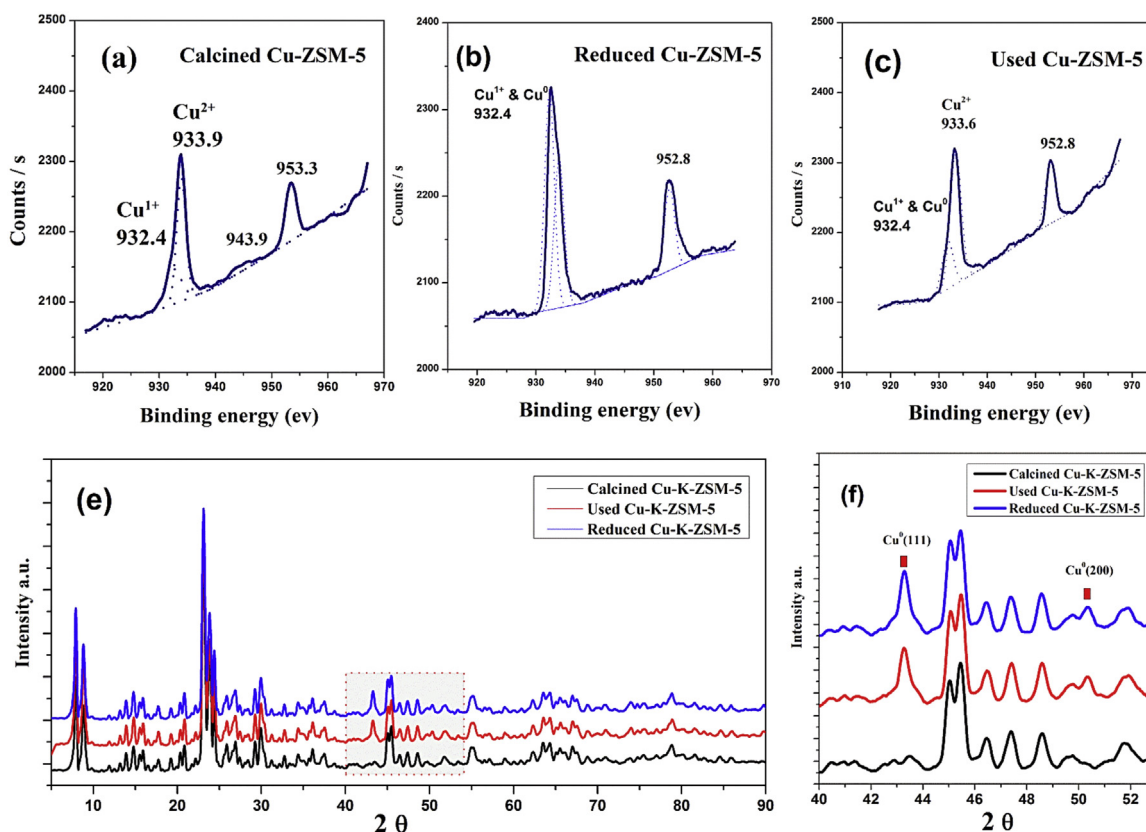 (a)
Calcined Cu-ZSM-5
Cu²⁺
933.9
Cu¹⁺
932.4
943.9
953.3
2500
2400
2300
2200
2100
2000
Counts / s
920 930 940 950 960 970
Binding energy (ev)
(b)
Reduced Cu-ZSM-5
Cu¹⁺ & Cu⁰
932.4
952.8
2400
2300
2200
2100
2000
Counts / s
920 930 940 950 960 970
Binding energy (ev)
(c)
Used Cu-ZSM-5
Cu²⁺
933.6
952.8
Cu¹⁺ & Cu⁰
932.4
2500
2400
2300
2200
2100
2000
Counts / s
910 920 930 940 950 960 970
Binding energy (ev)
(e)
Calcined Cu-K-ZSM-5
Used Cu-K-ZSM-5
Reduced Cu-K-ZSM-5
Intensity a.u.
10 20 30 40 50 60 70 80 90
2 θ
(f)
Calcined Cu-K-ZSM-5
Used Cu-K-ZSM-5
Reduced Cu-K-ZSM-5
Cu⁰(111)
Cu⁰(200)
Intensity a.u.
40 42 44 46 48 50 52
2 θ